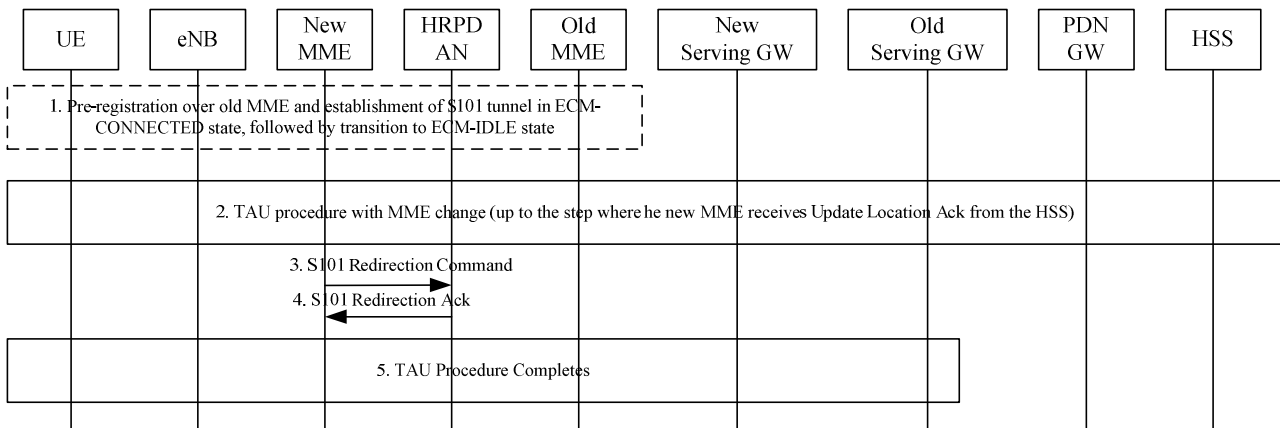 UE
eNB
New
MME
HRPD
AN
Old
MME
New
Serving GW
Old
Serving GW
PDN
GW
HSS
1. Pre-registration over old MME and establishment of S101 tunnel in ECM-
CONNECTED state, followed by transition to ECM-IDLE state
2. TAU procedure with MME change (up to the step where he new MME receives Update Location Ack from the HSS)
3. S101 Redirection Command
4. S101 Redirection Ack
5. TAU Procedure Completes